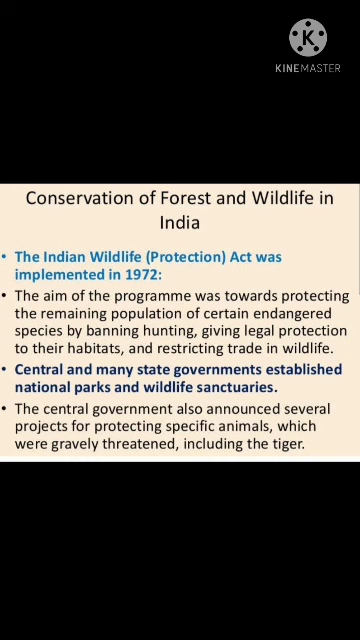 K
KINEMASTER
Conservation of Forest and Wildlife in
India
• The Indian Wildlife (Protection) Act was
implemented in 1972:
• The aim of the programme was towards protecting
the remaining population of certain endangered
species by banning hunting, giving legal protection
to their habitats, and restricting trade in wildlife.
• Central and many state governments established
national parks and wildlife sanctuaries.
• The central government also announced several
projects for protecting specific animals, which
were gravely threatened, including the tiger.